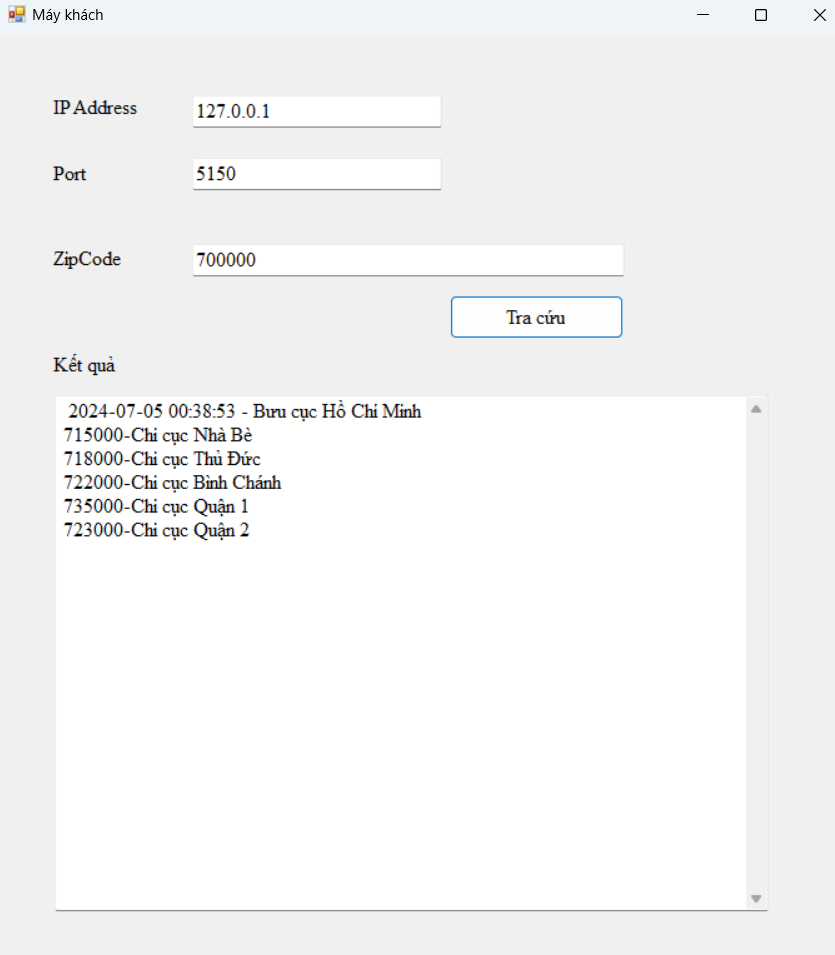 Máy khách
IP Address
127.0.0.1
Port
5150
ZipCode
700000
Tra cứu
Kết quả
2024-07-05 00:38:53 - Bưu cục Hồ Chí Minh
715000-Chi cục Nhà Bè
718000-Chi cục Thủ Đức
722000-Chi cục Bình Chánh
735000-Chi cục Quận 1
723000-Chi cục Quận 2